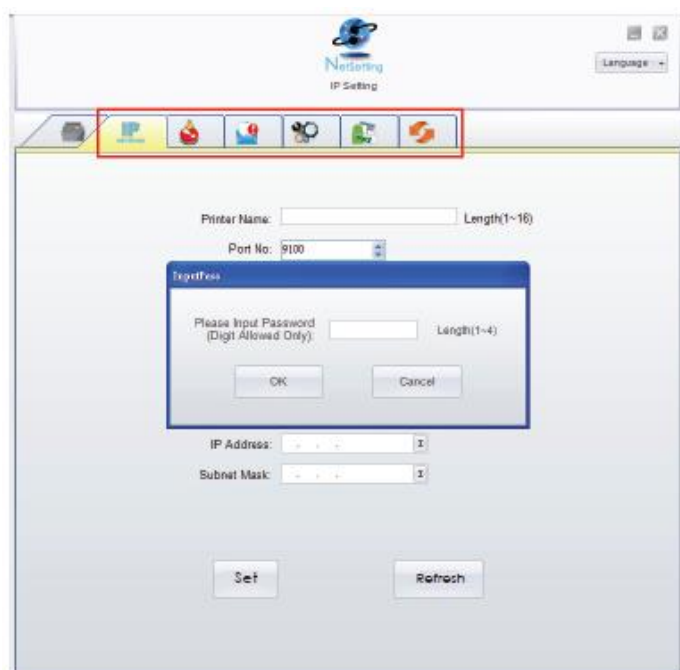 NetSetting
Language
IP Setting
IP
Printer Name: Length(1~16)
Port No: 9100
InputPass
Please Input Password
(Digit Allowed Only): Length(1~4)
OK Cancel
IP Address: . . . I
Subnet Mask: . . . I
Set Refresh